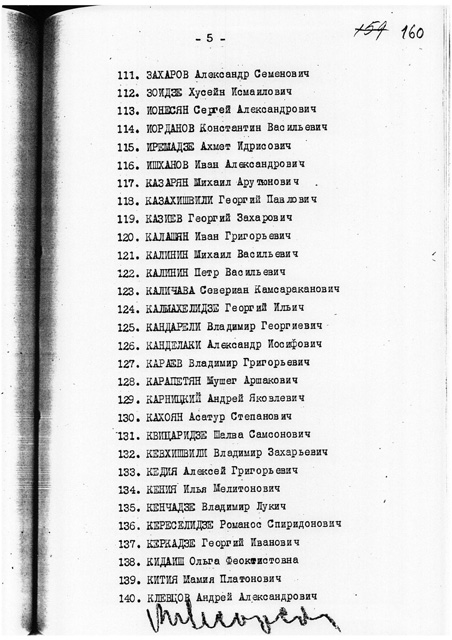 - 5 -
154 160
111. ЗАХАРОВ Александр Семенович
112. ЗОИДЗЕ Хусейн Исмаилович
113. ИОНЕСЯН Сергей Александрович
114. ИОРДАНОВ Константин Васильевич
115. ИРЕМАДЗЕ Ахмет Идрисович
116. ИШХАНОВ Иван Александрович
117. КАЗАРЯН Михаил Арутюнович
118. КАЗАХИШВИЛИ Георгий Павлович
119. КАЗИЕВ Георгий Захарович
120. КАЛАШЯН Иван Григорьевич
121. КАЛИНИН Михаил Васильевич
122. КАЛИНИН Петр Васильевич
123. КАЛИЧАВА Севериан Камсараканович
124. КАЛМАХЕЛИДЗЕ Георгий Ильич
125. КАНДАРЕЛИ Владимир Георгиевич
126. КАНДЕЛАКИ Александр Иосифович
127. КАРАЕВ Владимир Григорьевич
128. КАРАПЕТЯН Мушег Аршакович
129. КАРНИЦКИЙ Андрей Яковлевич
130. КАХОЯН Асатур Степанович
131. КВИЦАРИДЗЕ Шалва Самсонович
132. КЕВХИШВИЛИ Владимир Захарьевич
133. КЕДИЯ Алексей Григорьевич
134. КЕНИЯ Илья Мелитонович
135. КЕНЧАДЗЕ Владимир Лукич
136. КЕРЕСЕЛИДЗЕ Романос Спиридонович
137. КЕРКАДЗЕ Георгий Иванович
138. КИДАИШ Ольга Феоктистовна
139. КИТИЯ Мамия Платонович
140. КЛЕВЦОВ Андрей Александрович